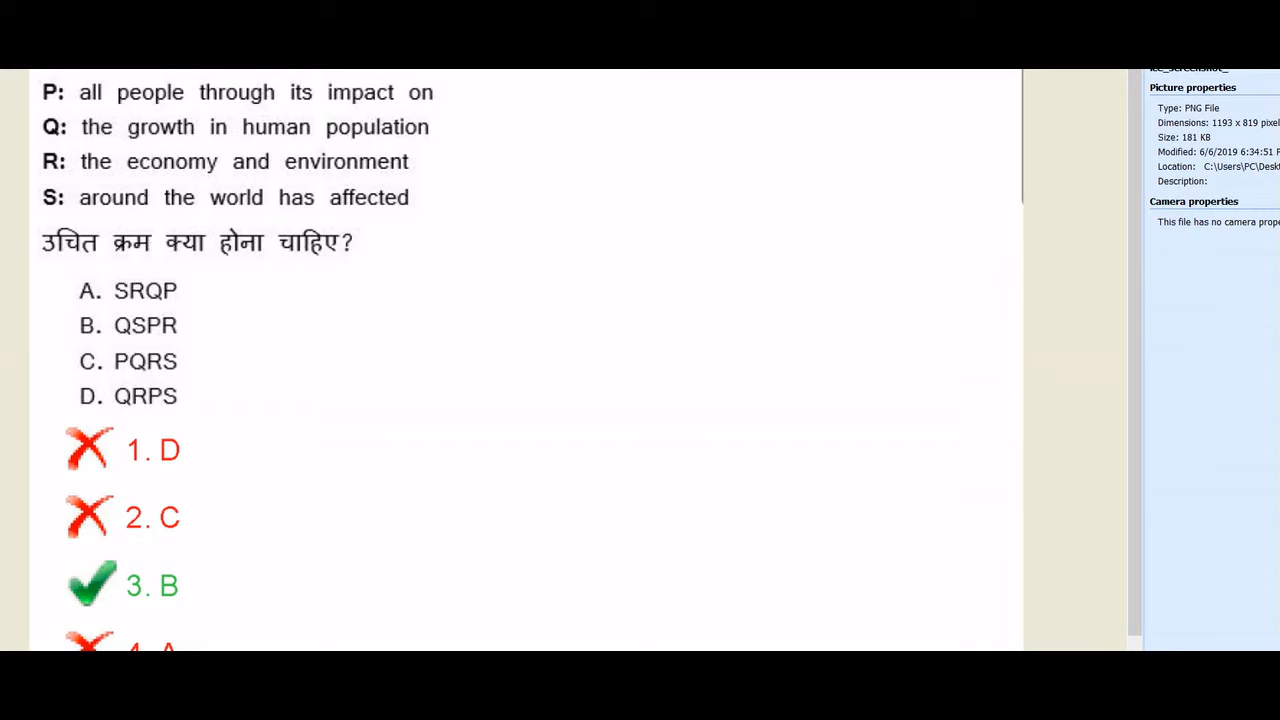 P: all people through its impact on
Q: the growth in human population
R: the economy and environment
S: around the world has affected
उचित क्रम क्या होना चाहिए?
A. SRQP
B. QSPR
C. PQRS
D. QRPS
1. D
2. C
3. B
Picture properties
Type: PNG File
Dimensions: 1193 x 819 pixel
Size: 181 KB
Modified: 6/6/2019 6:34:51 P
Location: C:\Users\PC\Deskt
Description:
Camera properties
This file has no camera prope